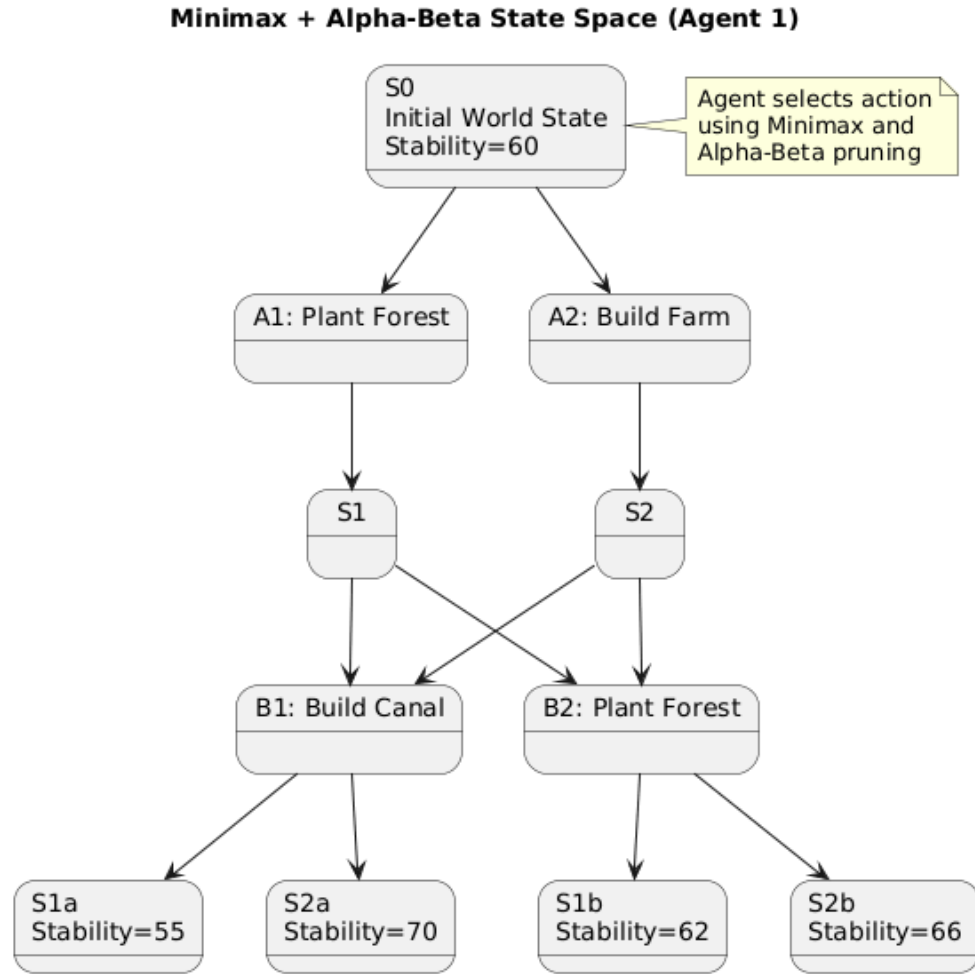 Minimax + Alpha-Beta State Space (Agent 1)
S0
Initial World State
Stability=60
Agent selects action
using Minimax and
Alpha-Beta pruning
A1: Plant Forest
A2: Build Farm
S1
S2
B1: Build Canal
B2: Plant Forest
S1a
Stability=55
S2a
Stability=70
S1b
Stability=62
S2b
Stability=66